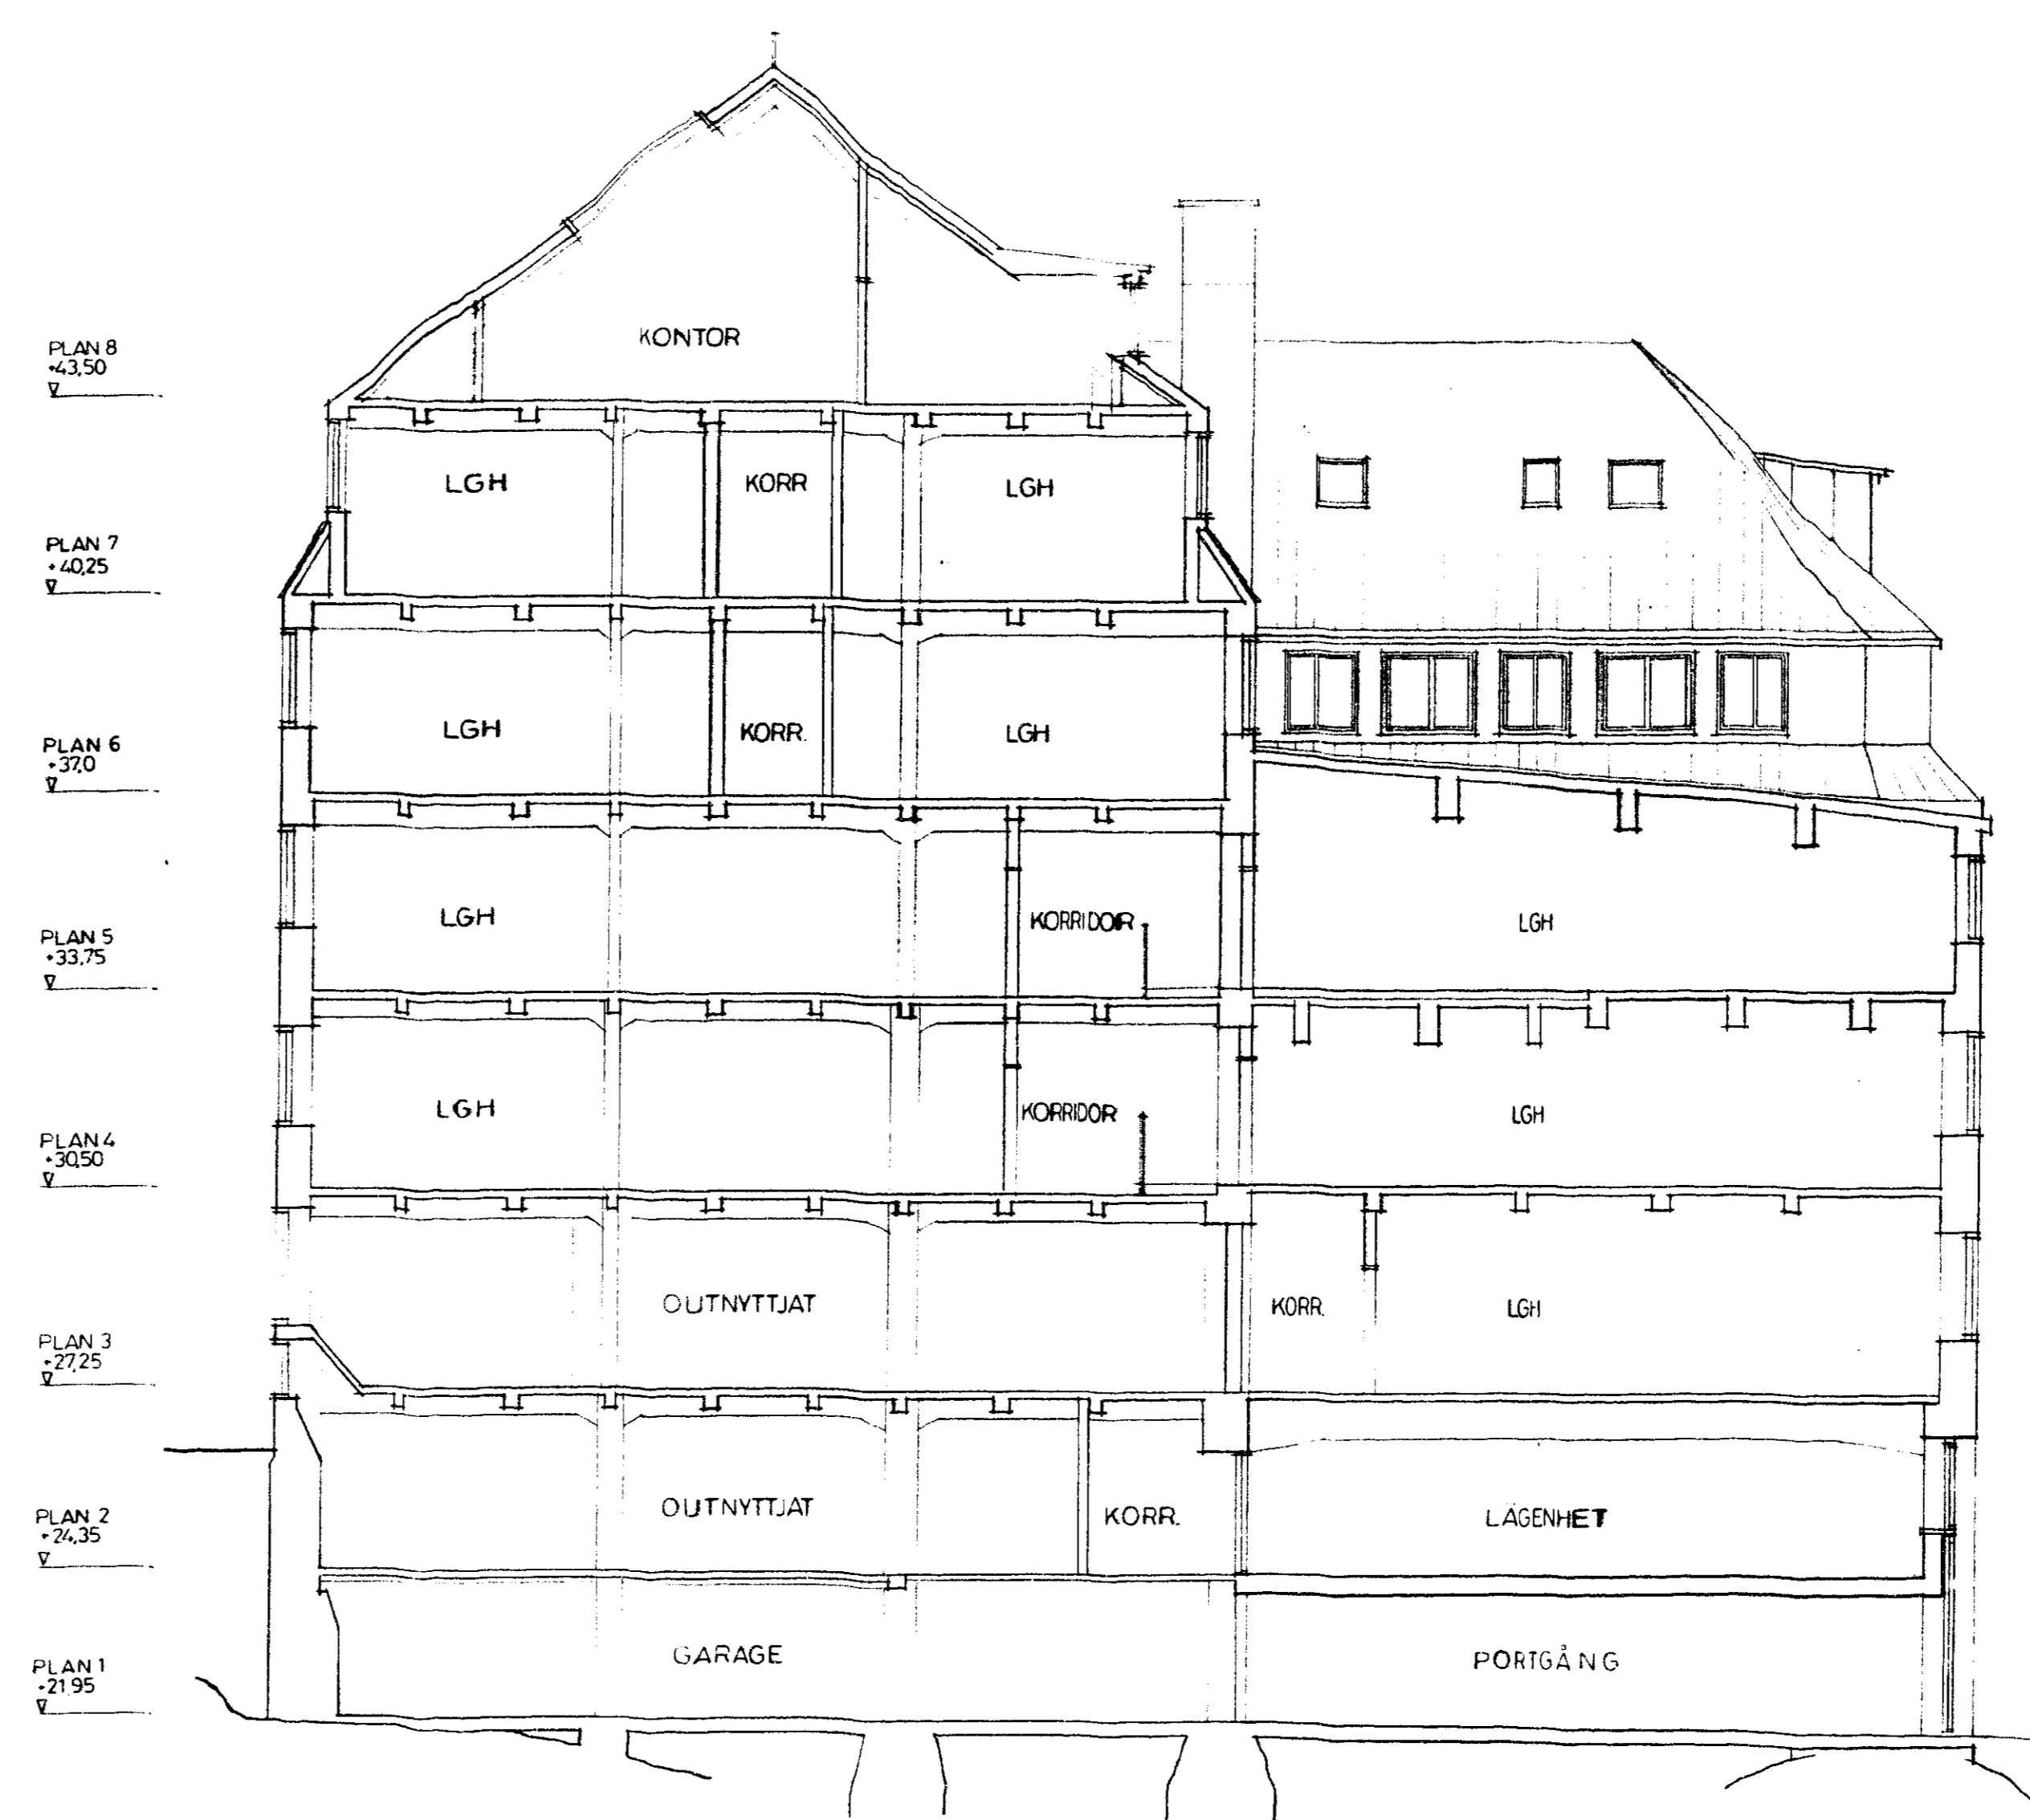 PLAN 8
+43,50
KONTOR
LGH
KORR
LGH
PLAN 7
+40,25
LGH
KORR.
LGH
PLAN 6
+37,0
LGH
KORRIDOIR
LGH
PLAN 5
+33,75
LGH
KORRIDOR
LGH
PLAN 4
+30,50
OUTNYTTJAT
KORR.
LGH
PLAN 3
+27,25
OUTNYTTJAT
KORR.
LÄGENHET
PLAN 2
+24,35
GARAGE
PORTGÅNG
PLAN 1
+21,95